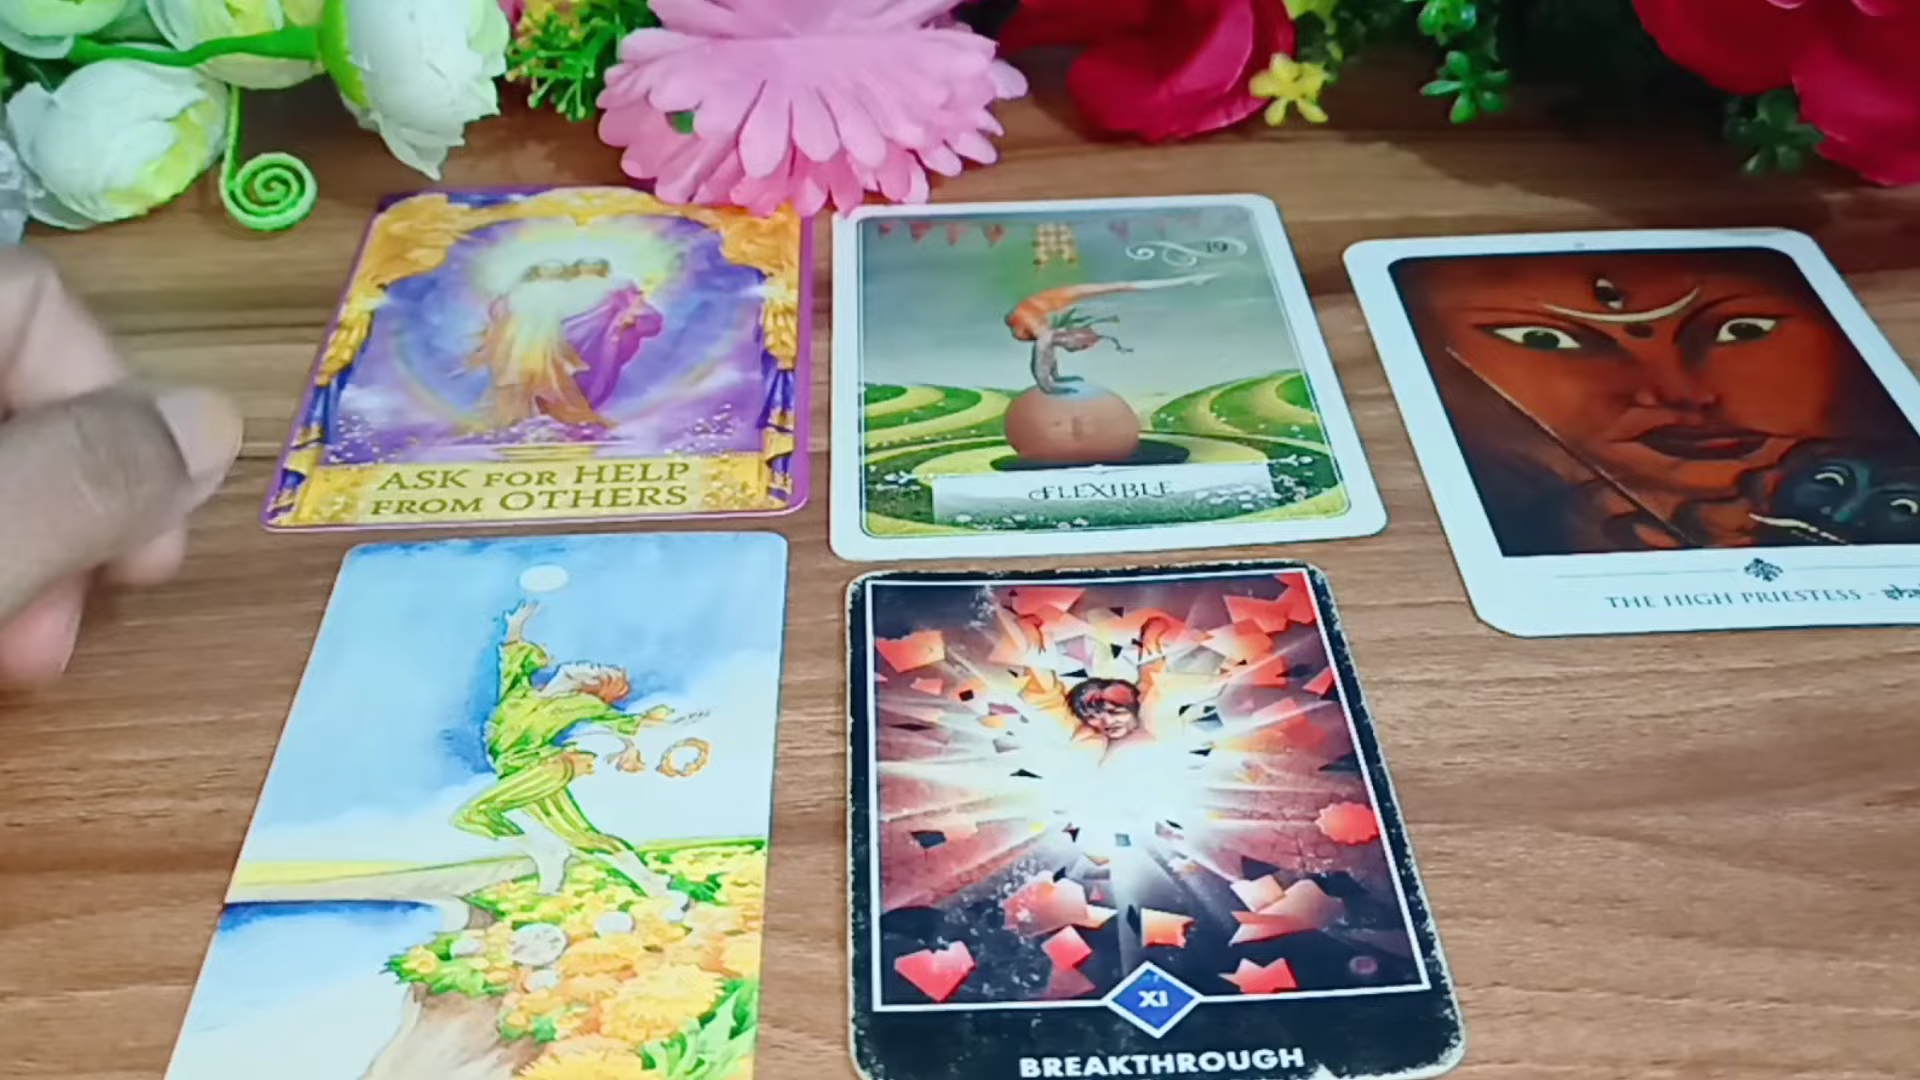 ASK FOR HELP
FROM OTHERS
19
FLEXIBLE
THE HIGH PRIESTESS -
XI
BREAKTHROUGH